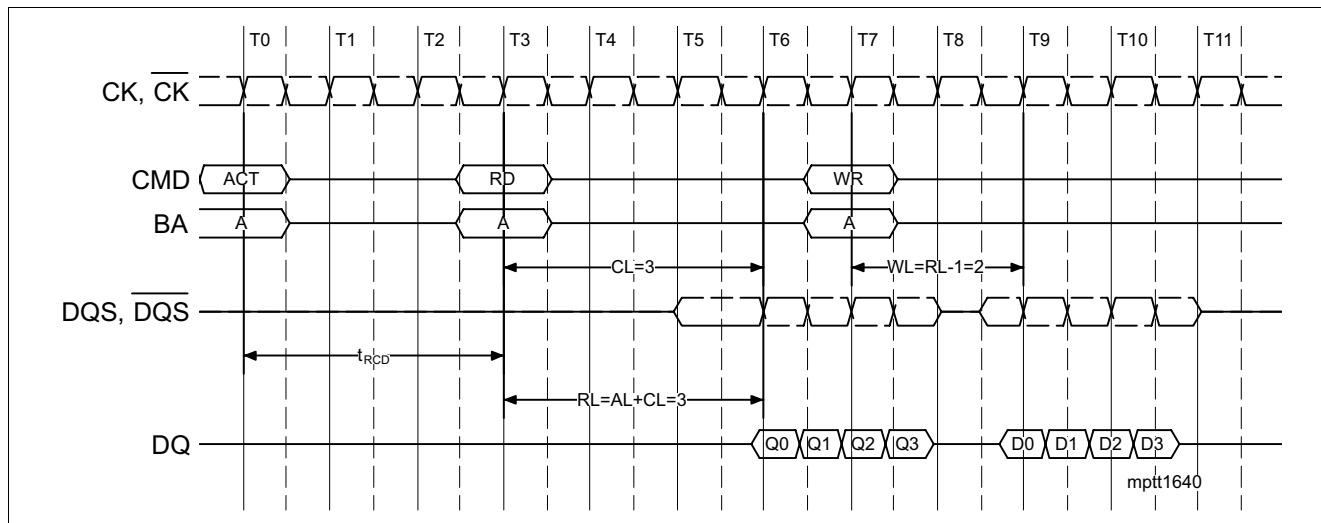 T0 T1 T2 T3 T4 T5 T6 T7 T8 T9 T10 T11
CK, C̅K̅
CMD ACT RD WR
BA A A A
CL=3 WL=RL-1=2
DQS, D̅Q̅S̅
tRCD
RL=AL+CL=3
DQ Q0 Q1 Q2 Q3 D0 D1 D2 D3
mptt1640